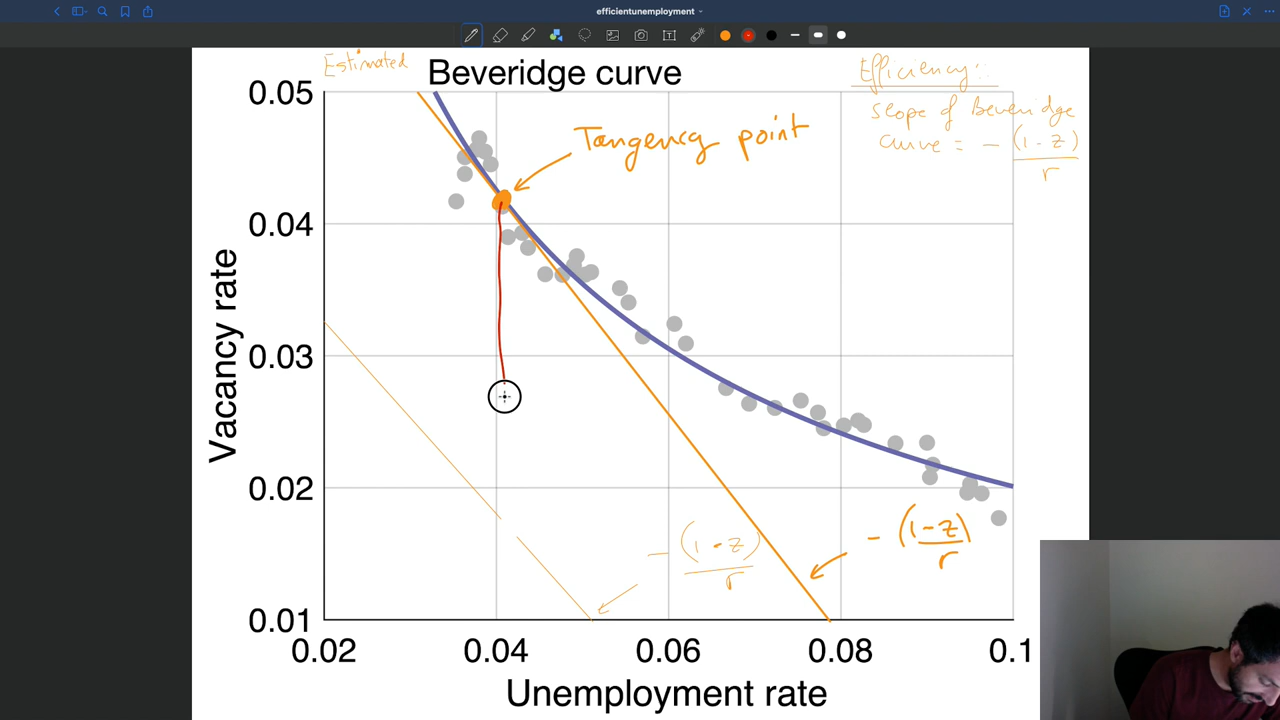 efficientunemployment
Estimated
Beveridge curve
Efficiency:
slope of Beveridge
curve = - (1-z)
r
Tangency point
0.05
0.04
0.03
0.02
0.01
Vacancy rate
- (1-z)
r
- (1-z)
r
0.02
0.04
0.06
0.08
0.1
Unemployment rate